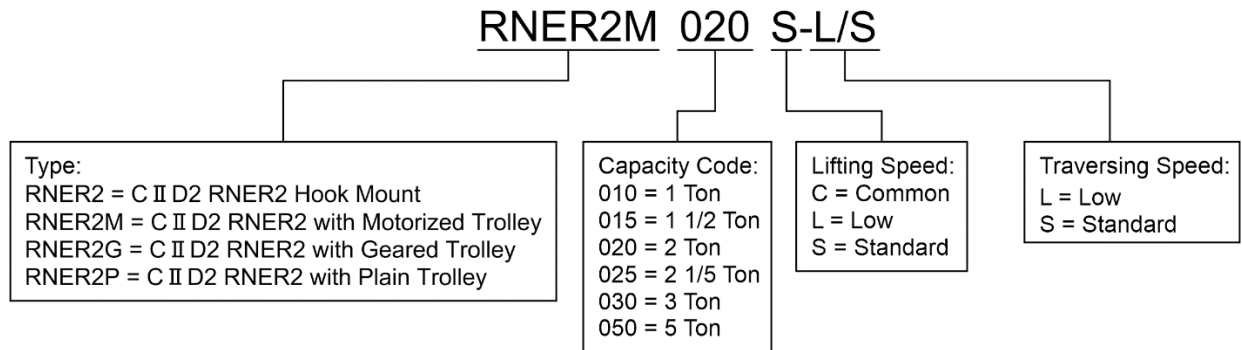 RNER2M 020 S-L/S
Type:
RNER2 = C II D2 RNER2 Hook Mount
RNER2M = C II D2 RNER2 with Motorized Trolley
RNER2G = C II D2 RNER2 with Geared Trolley
RNER2P = C II D2 RNER2 with Plain Trolley
Capacity Code:
010 = 1 Ton
015 = 1 1/2 Ton
020 = 2 Ton
025 = 2 1/5 Ton
030 = 3 Ton
050 = 5 Ton
Lifting Speed:
C = Common
L = Low
S = Standard
Traversing Speed:
L = Low
S = Standard